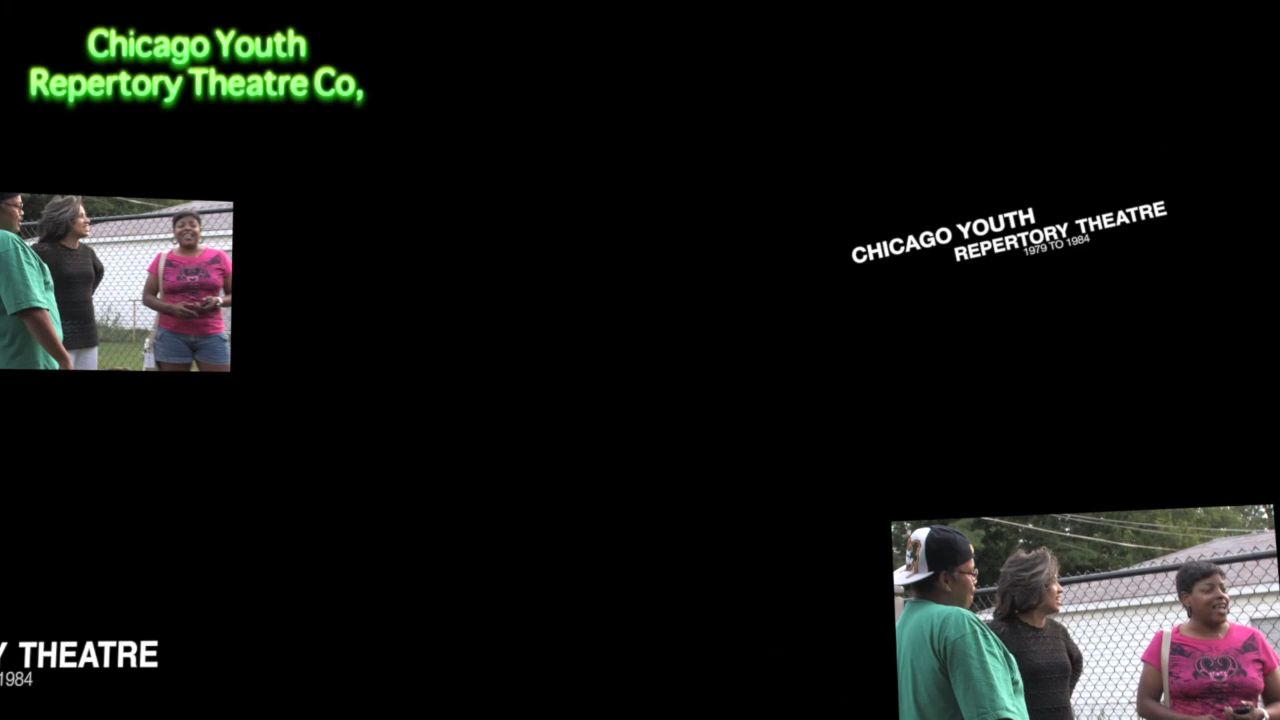 Chicago Youth
Repertory Theatre Co,
CHICAGO YOUTH
REPERTORY THEATRE
1979 TO 1984
Y THEATRE
1984